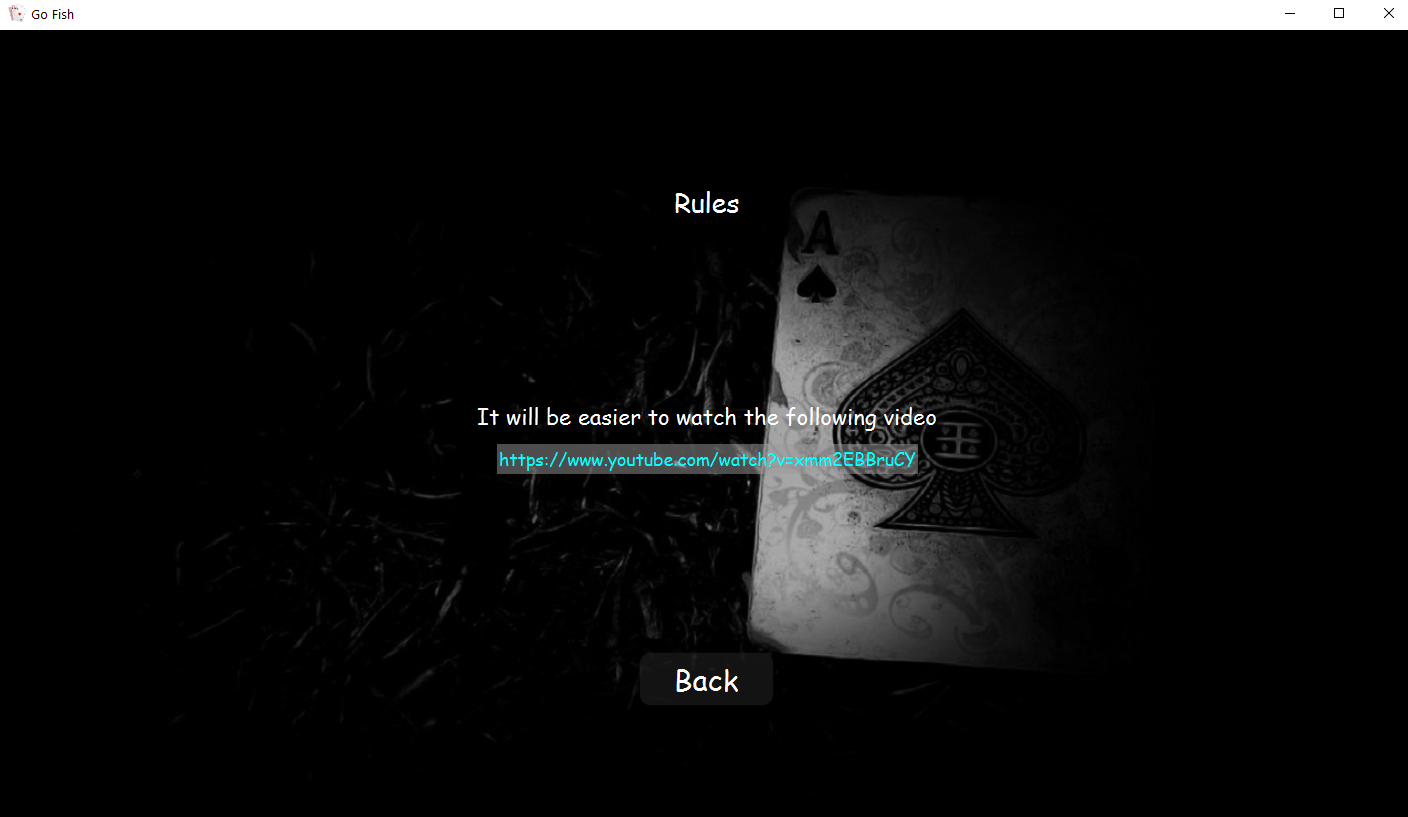 Go Fish
Rules
A
It will be easier to watch the following video
https://www.youtube.com/watch?v=xmm2EBBruCY
Back